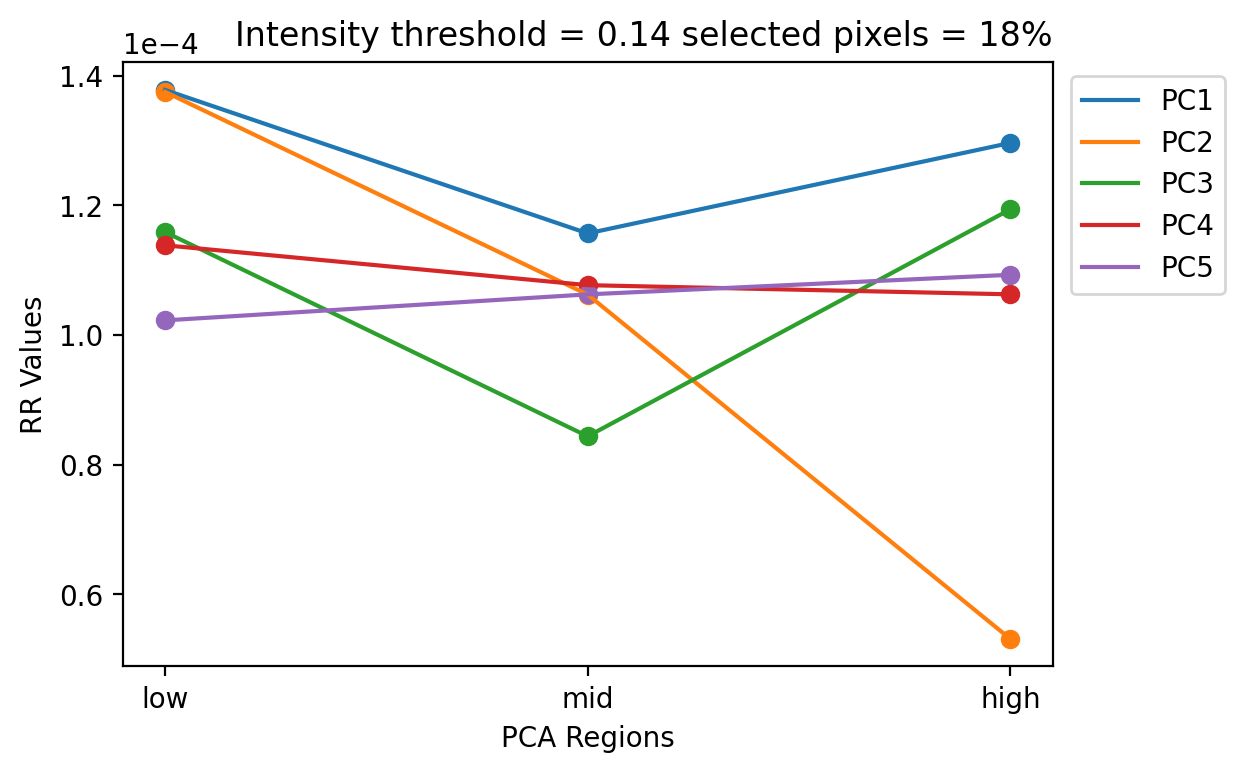 1e−4
Intensity threshold = 0.14 selected pixels = 18%
1.4
1.2
1.0
0.8
0.6
RR Values
low
mid
high
PCA Regions
PC1
PC2
PC3
PC4
PC5